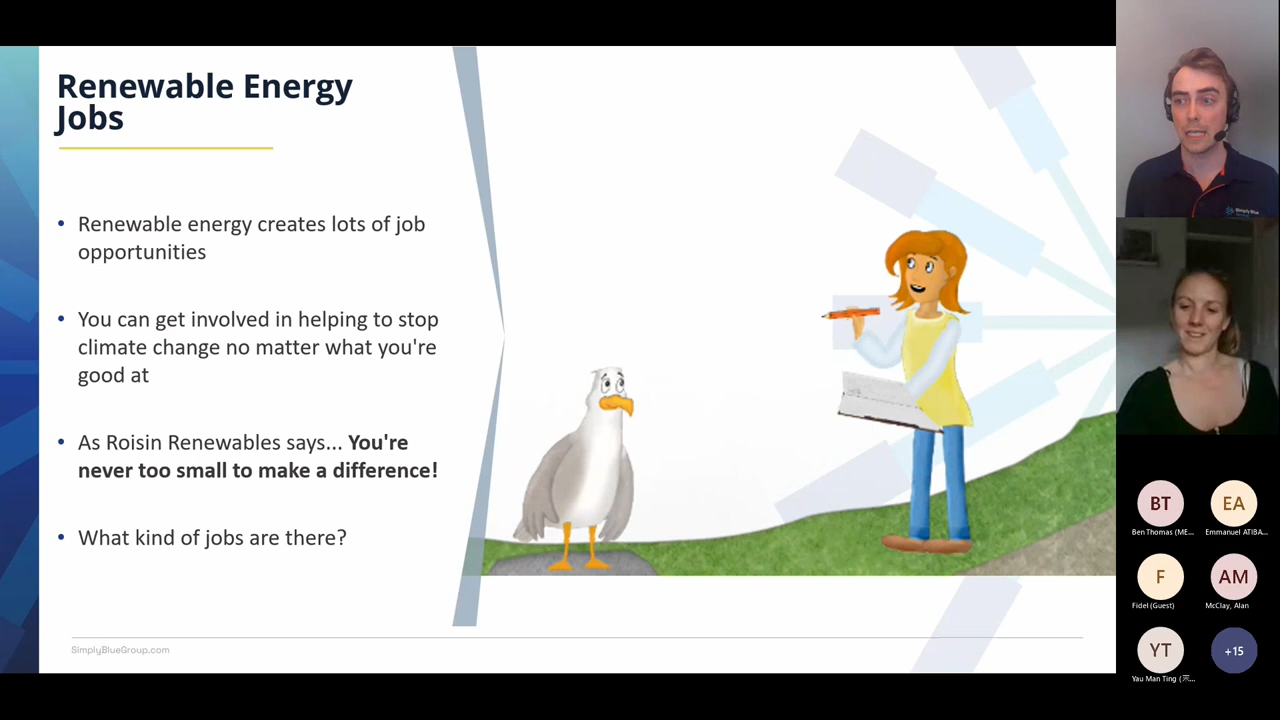 Renewable Energy
Jobs
• Renewable energy creates lots of job
opportunities
• You can get involved in helping to stop
climate change no matter what you're
good at
• As Roisin Renewables says... You're
never too small to make a difference!
• What kind of jobs are there?
SimplyBlueGroup.com
SimplyBlue
BT
EA
Ben Thomas (ME...
Emmanuel ATIBA...
F
AM
Fidel (Guest)
McClay, Alan
YT
+15
Yau Man Ting (